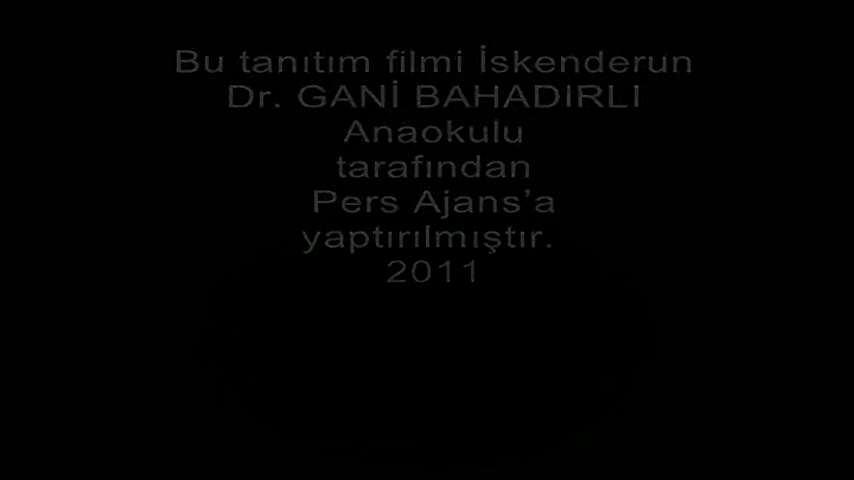 Bu tanıtım filmi İskenderun
Dr. GANİ BAHADIRLI
Anaokulu
tarafından
Pers Ajans’a
yaptırılmıştır.
2011